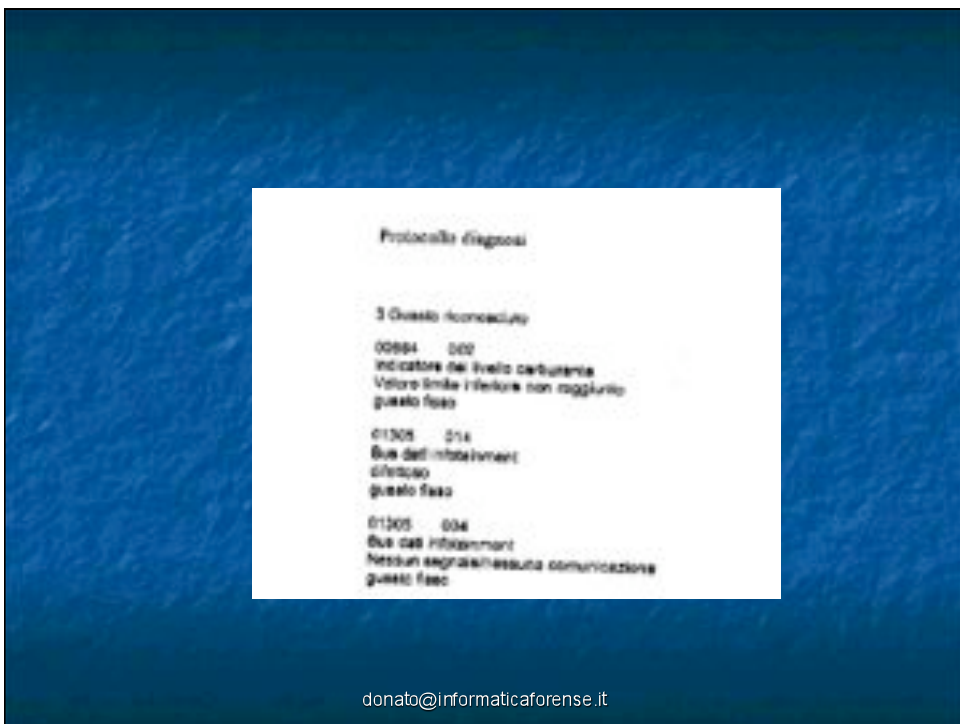 Protocollo diagnosi
3 Guasto riconosciuto
002
Indicatore del livello carburante
Valore limite inferiore non raggiunto
guasto fisso
01305 014
Bus dati infotainment
difettoso
guasto fisso
01305 004
Bus dati infotainment
Nessun segnale/nessuna comunicazione
guasto fisso
donato@informaticaforense.it